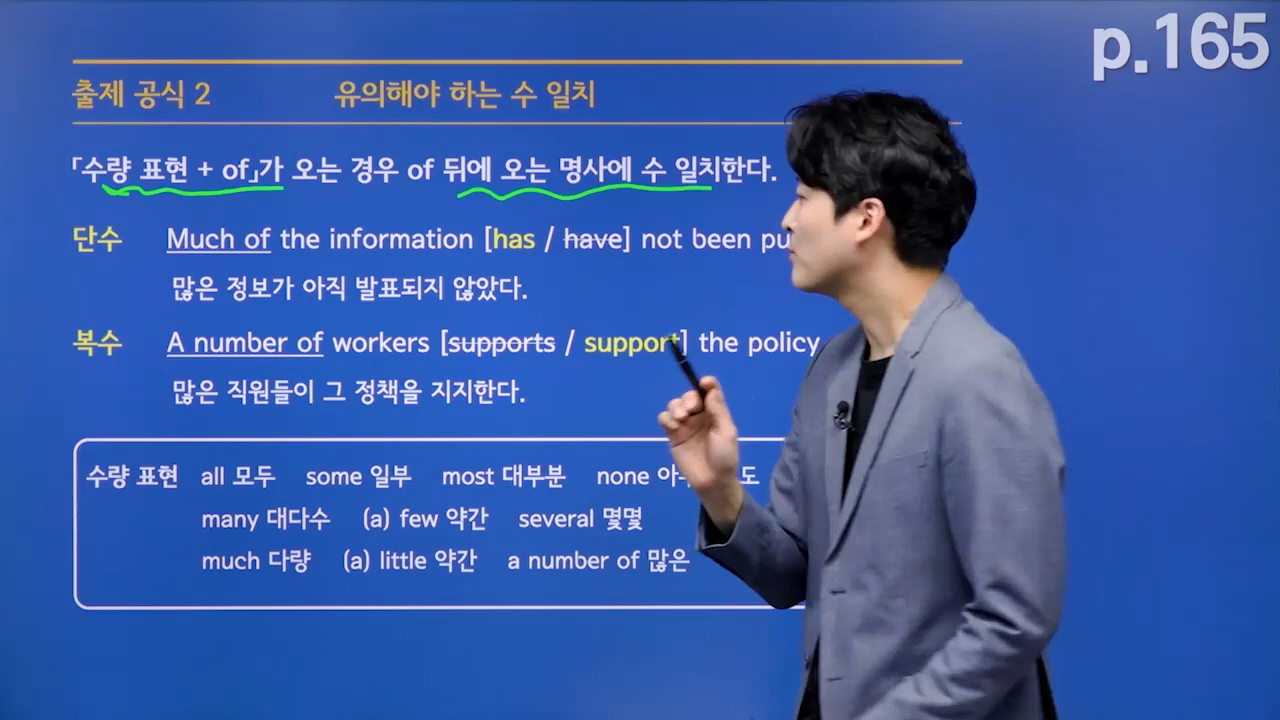 p.165
출제 공식 2 유의해야 하는 수 일치
「수량 표현 + of」가 오는 경우 of 뒤에 오는 명사에 수 일치한다.
단수 Much of the information [has / have] not been
많은 정보가 아직 발표되지 않았다.
복수 A number of workers [supports / support] the policy
많은 직원들이 그 정책을 지지한다.
수량 표현 all 모두 some 일부 most 대부분 none
many 대다수 (a) few 약간 several 몇몇
much 다량 (a) little 약간 a number of 많은